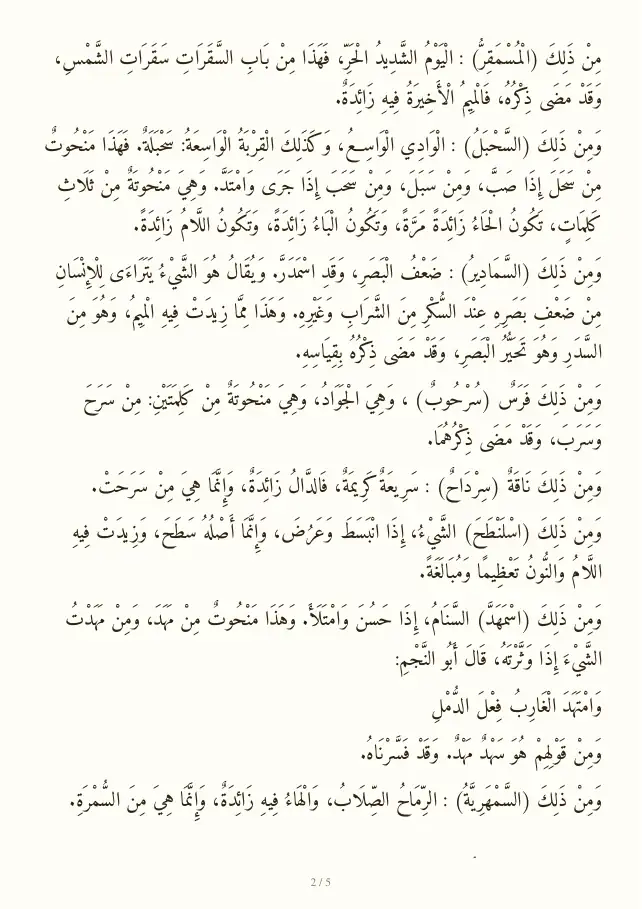 مِنْ ذَلِكَ (الْمُسْمَقِرُّ) : الْيَوْمُ الشَّدِيدُ الْحَرِّ، فَهَذَا مِنْ بَابِ السَّقَرَاتِ سَقَرَاتِ الشَّمْسِ،
وَقَدْ مَضَى ذِكْرُهُ، فَالْمِيمُ الْأَخِيرَةُ فِيهِ زَائِدَةٌ.
وَمِنْ ذَلِكَ (السَّحْبَلُ) : الْوَادِي الْوَاسِعُ، وَكَذَلِكَ الْقِرْبَةُ الْوَاسِعَةُ: سَحْبَلَةٌ. فَهَذَا مَنْحُوتٌ
مِنْ سَحَلَ إِذَا صَبَّ، وَمِنْ سَبَلَ، وَمِنْ سَحَبَ إِذَا جَرَى وَامْتَدَّ. وَهِيَ مَنْحُوتَةٌ مِنْ ثَلَاثِ
كَلِمَاتٍ، تَكُونُ الْحَاءُ زَائِدَةً مَرَّةً، وَتَكُونُ الْبَاءُ زَائِدَةً، وَتَكُونُ اللَّامُ زَائِدَةً.
وَمِنْ ذَلِكَ (السَّمَادِيرُ) : ضَعْفُ الْبَصَرِ، وَقَدِ اسْمَدَرَّ. وَيُقَالُ هُوَ الشَّيْءُ يَتَرَاءَى لِلْإِنْسَانِ
مِنْ ضَعْفِ بَصَرِهِ عِنْدَ السُّكْرِ مِنَ الشَّرَابِ وَغَيْرِهِ. وَهَذَا مِمَّا زِيدَتْ فِيهِ الْمِيمُ، وَهُوَ مِنَ
السَّدَرِ وَهُوَ تَحَيُّرُ الْبَصَرِ، وَقَدْ مَضَى ذِكْرُهُ بِقِيَاسِهِ.
وَمِنْ ذَلِكَ فَرَسٌ (سُرْحُوبٌ) ، وَهِيَ الْجَوَادُ، وَهِيَ مَنْحُوتَةٌ مِنْ كَلِمَتَيْنِ: مِنْ سَرَحَ
وَسَرَبَ، وَقَدْ مَضَى ذِكْرُهُمَا.
وَمِنْ ذَلِكَ نَاقَةٌ (سِرْدَاحٌ) : سَرِيعَةٌ كَرِيمَةٌ، فَالدَّالُ زَائِدَةٌ، وَإِنَّمَا هِيَ مِنْ سَرَحَتْ.
وَمِنْ ذَلِكَ (اسْلَنْطَحَ) الشَّيْءُ، إِذَا انْبَسَطَ وَعَرُضَ، وَإِنَّمَا أَصْلُهُ سَطَحَ، وَزِيدَتْ فِيهِ
اللَّامُ وَالنُّونُ تَعْظِيمًا وَمُبَالَغَةً.
وَمِنْ ذَلِكَ (اسْمَهَدَّ) السَّنَامُ، إِذَا حَسُنَ وَامْتَلَأَ. وَهَذَا مَنْحُوتٌ مِنْ مَهَدَ، وَمِنْ مَهَدْتُ
الشَّيْءَ إِذَا وَثَّرْتَهُ، قَالَ أَبُو النَّجْمِ:
وَامْتَهَدَ الْغَارِبُ فِعْلَ الدُّمْلِ
وَمِنْ قَوْلِهِمْ هُوَ سَهْدٌ مَهْدٌ. وَقَدْ فَسَّرْنَاهُ.
وَمِنْ ذَلِكَ (السَّمْهَرِيَّةُ) : الرِّمَاحُ الصِّلَابُ، وَالْهَاءُ فِيهِ زَائِدَةٌ، وَإِنَّمَا هِيَ مِنَ السُّمْرَةِ.
2 / 5